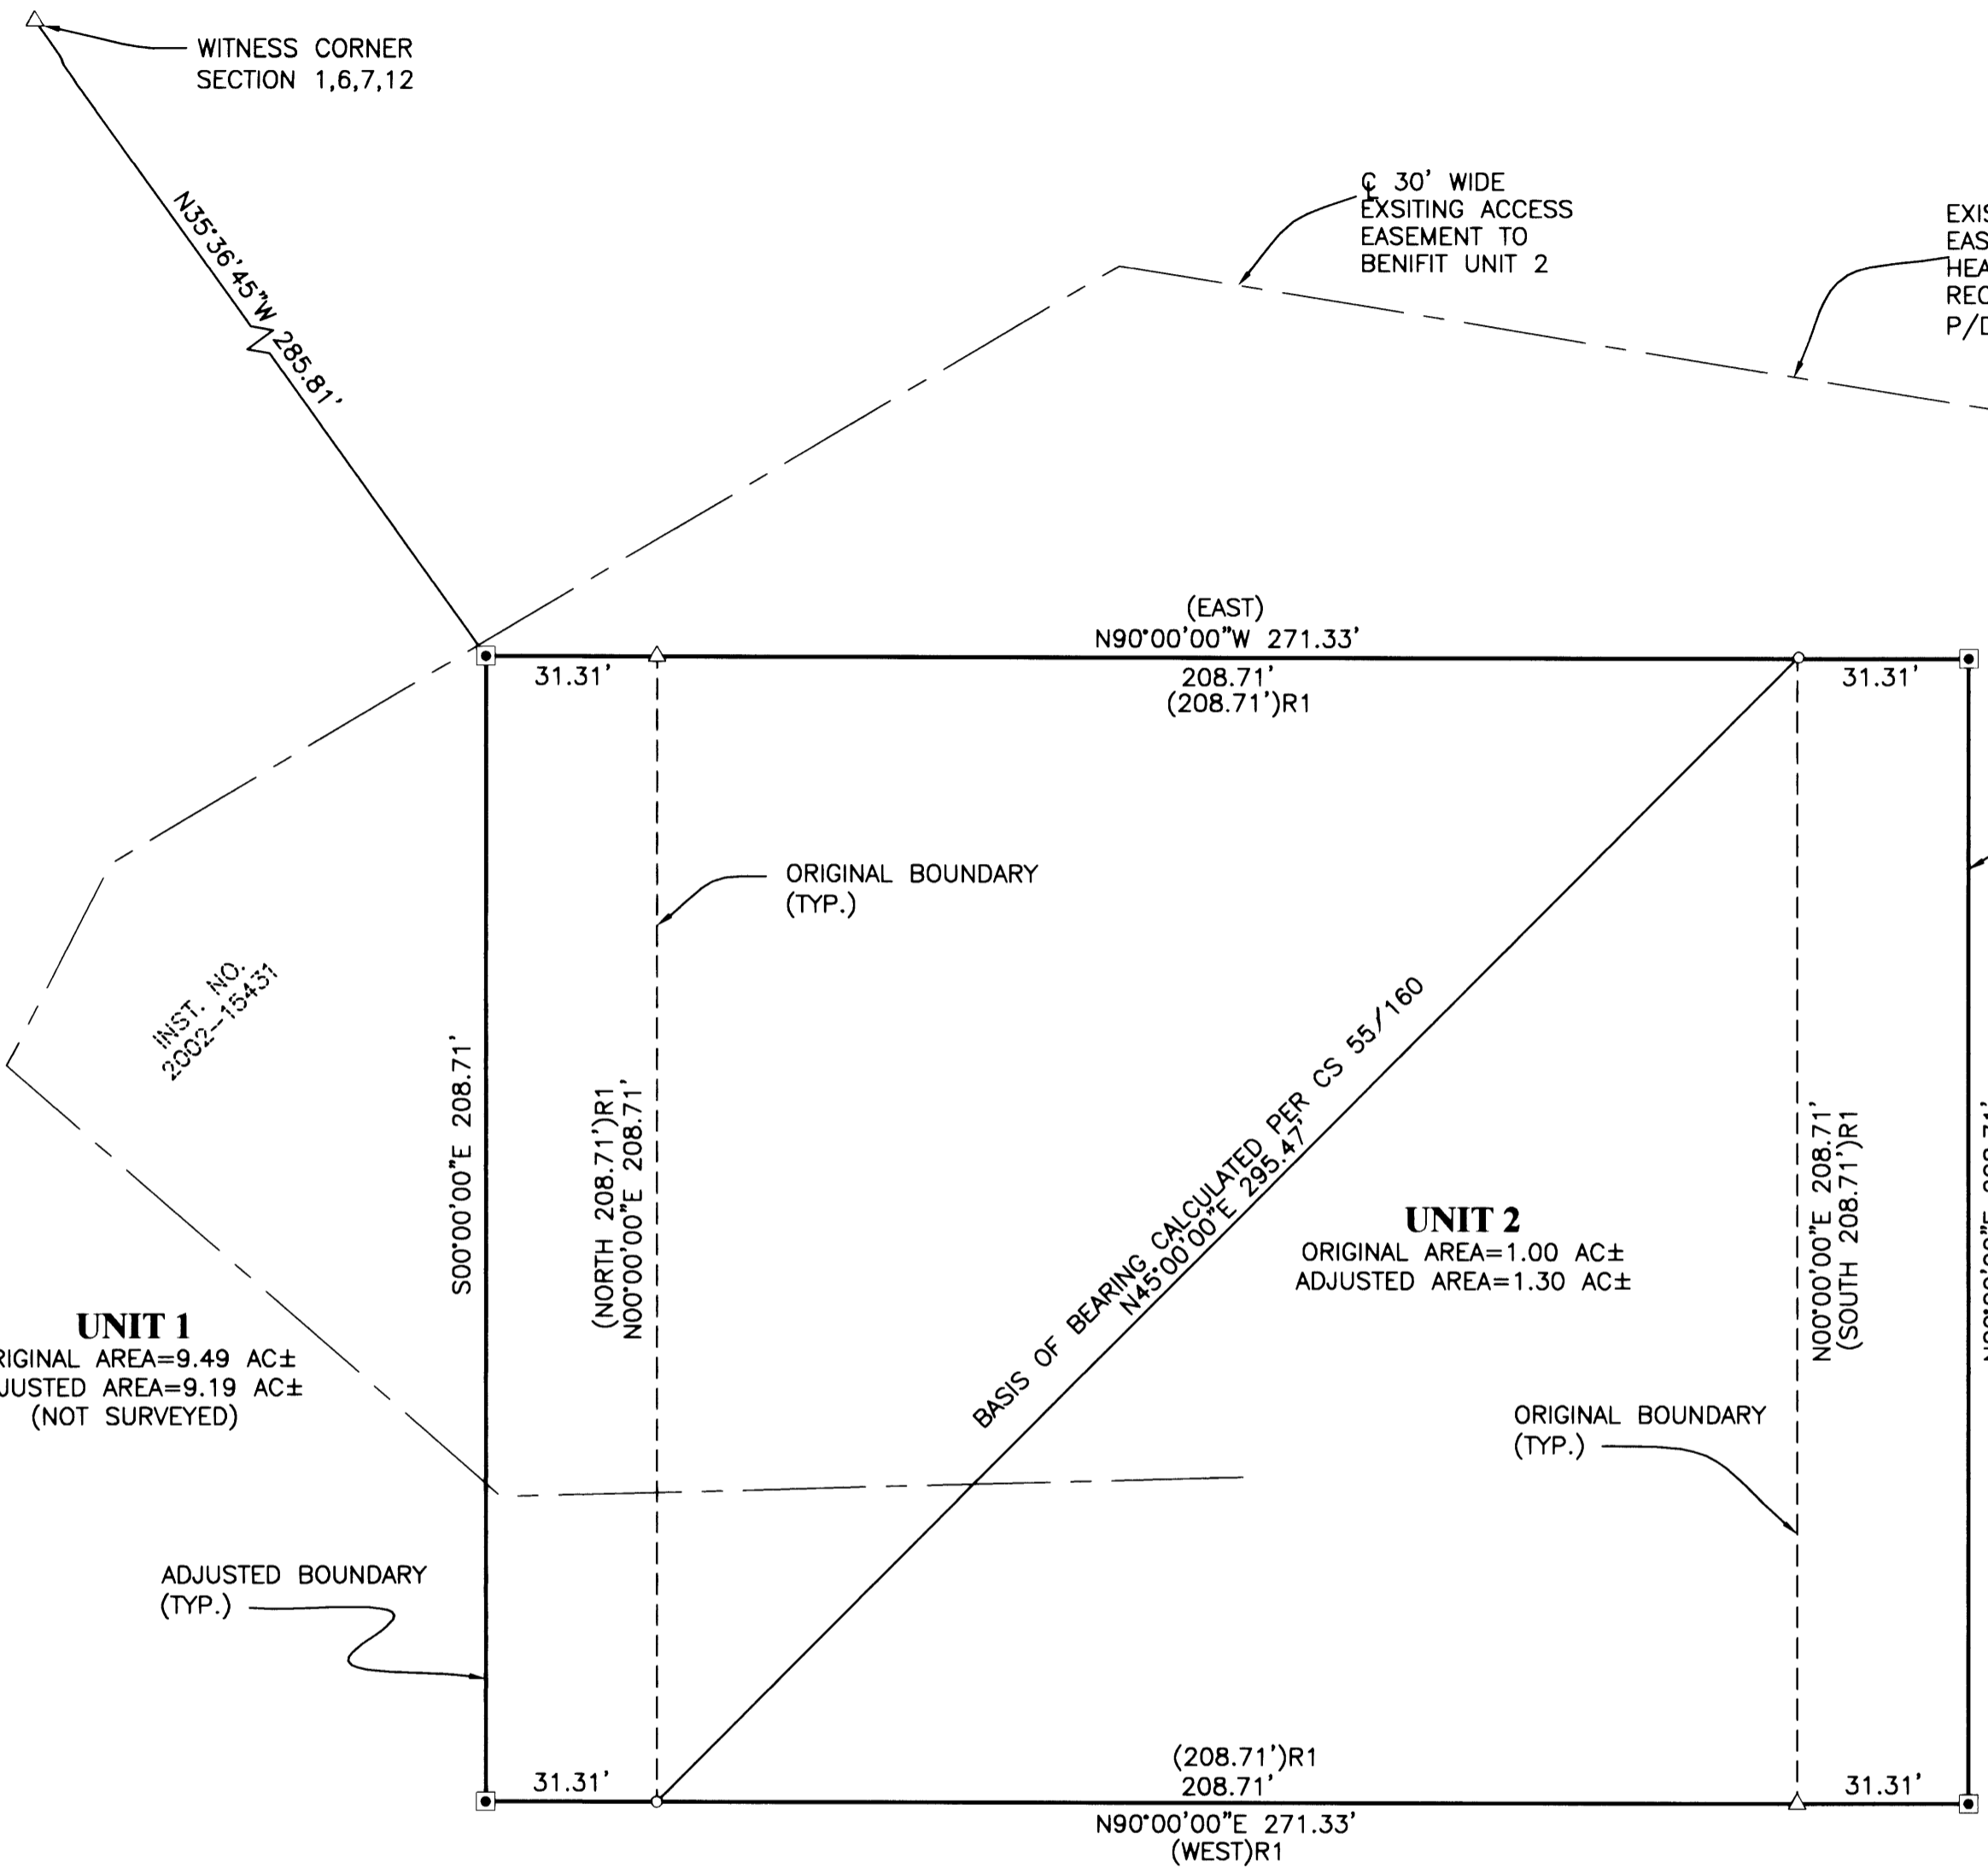 WITNESS CORNER
SECTION 1,6,7,12
N35°36'45"W 285.81'
℄ 30' WIDE
EXSITING ACCESS
EASEMENT TO
BENIFIT UNIT 2
EXIS
EAS
HEA
REC
P/D
(EAST)
N90°00'00"W 271.33'
31.31'
208.71'
(208.71')R1
31.31'
ORIGINAL BOUNDARY
(TYP.)
INST. NO.
2002-15431
S00°00'00"E 208.71'
(NORTH 208.71')R1
N00°00'00"E 208.71'
BASIS OF BEARING CALCULATED PER CS 55/160
N45°00'00"E 295.47'
UNIT 2
ORIGINAL AREA=1.00 AC±
ADJUSTED AREA=1.30 AC±
N00°00'00"E 208.71'
(SOUTH 208.71')R1
UNIT 1
RIGINAL AREA=9.49 AC±
JUSTED AREA=9.19 AC±
(NOT SURVEYED)
ORIGINAL BOUNDARY
(TYP.)
ADJUSTED BOUNDARY
(TYP.)
31.31'
(208.71')R1
208.71'
31.31'
N90°00'00"E 271.33'
(WEST)R1